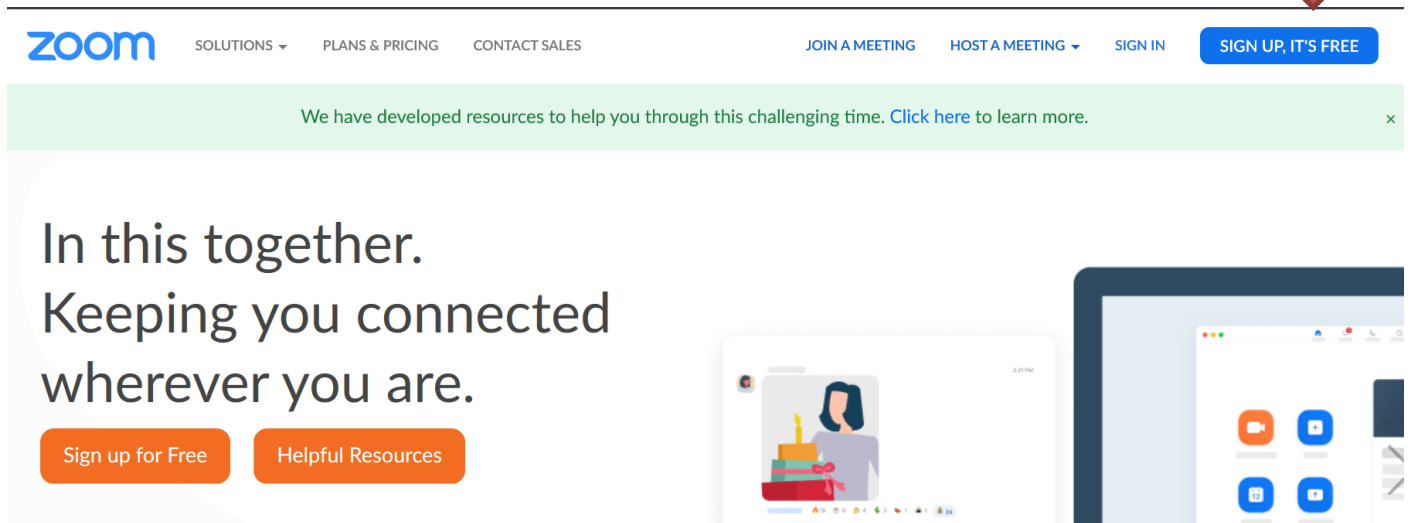 zoom
SOLUTIONS
PLANS & PRICING
CONTACT SALES
JOIN A MEETING
HOST A MEETING
SIGN IN
SIGN UP, IT'S FREE
We have developed resources to help you through this challenging time. Click here to learn more.
×
In this together.
Keeping you connected
wherever you are.
Sign up for Free
Helpful Resources